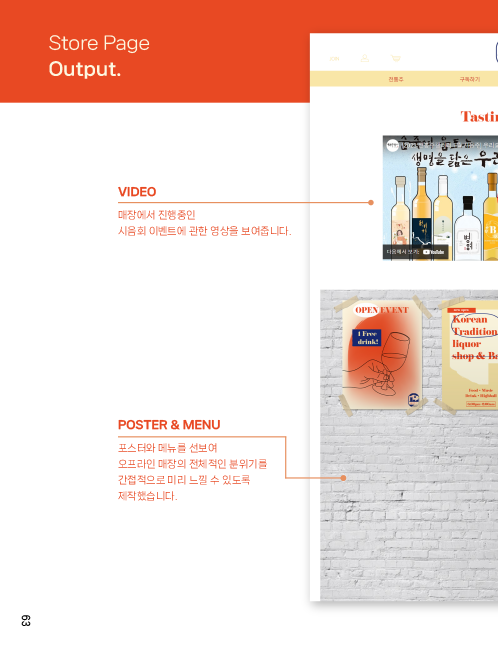 Store Page
Output.
전통주
구독하기
Tastin
생명을 닮은 우리
다음에서 보기: YouTube
VIDEO
매장에서 진행중인
시음회 이벤트에 관한 영상을 보여줍니다.
OPEN EVENT
1 Free
drink!
Korean
Tradition
liquor
shop & Ba
POSTER & MENU
포스터와 메뉴를 선보여
오프라인 매장의 전체적인 분위기를
간접적으로 미리 느낄 수 있도록
제작했습니다.
63